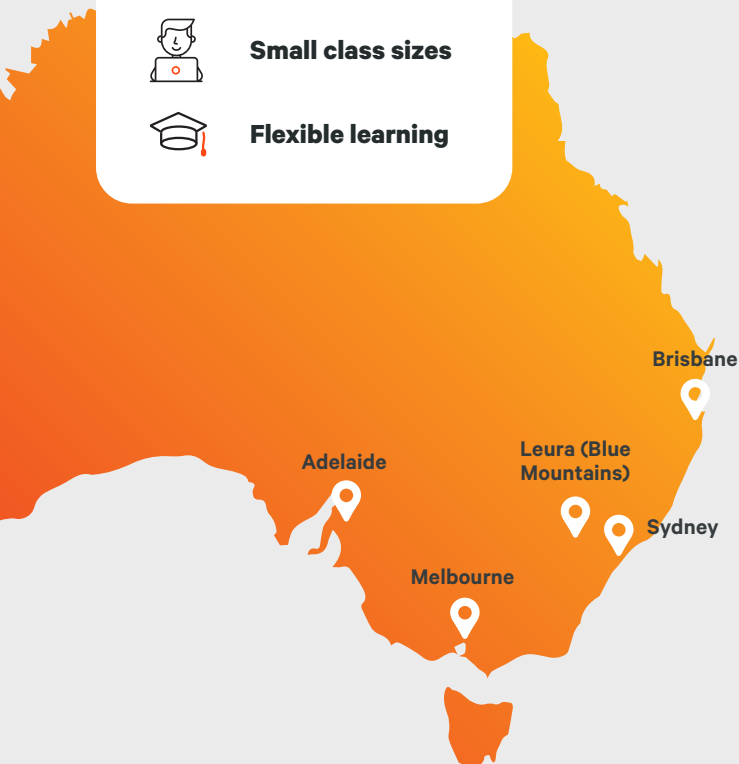 Small class sizes
Flexible learning
Brisbane
Leura (Blue
Mountains)
Adelaide
Sydney
Melbourne